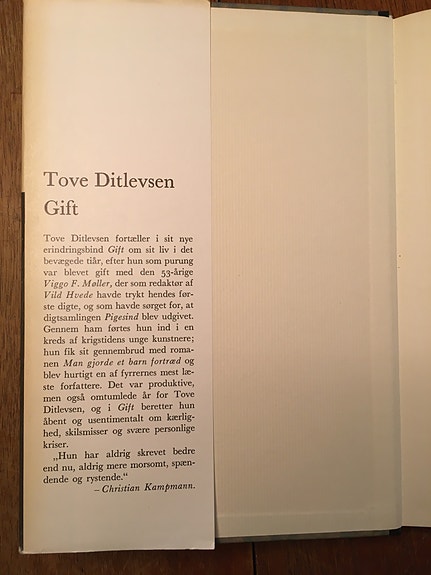 Tove Ditlevsen
Gift
Tove Ditlevsen fortæller i sit nye
erindringsbind Gift om sit liv i det
bevægede tiår, efter hun som purung
var blevet gift med den 53-årige
Viggo F. Møller, der som redaktør af
Vild Hvede havde trykt hendes før-
ste digte, og som havde sørget for, at
digtsamlingen Pigesind blev udgivet.
Gennem ham førtes hun ind i en
kreds af krigstidens unge kunstnere;
hun fik sit gennembrud med roma-
nen Man gjorde et barn fortræd og
blev hurtigt en af fyrrernes mest læ-
ste forfattere. Det var produktive,
men også omtumlede år for Tove
Ditlevsen, og i Gift beretter hun
åbent og usentimentalt om kærlig-
hed, skilsmisser og svære personlige
kriser.
„Hun har aldrig skrevet bedre
end nu, aldrig mere morsomt, spæn-
dende og rystende.“
– Christian Kampmann.